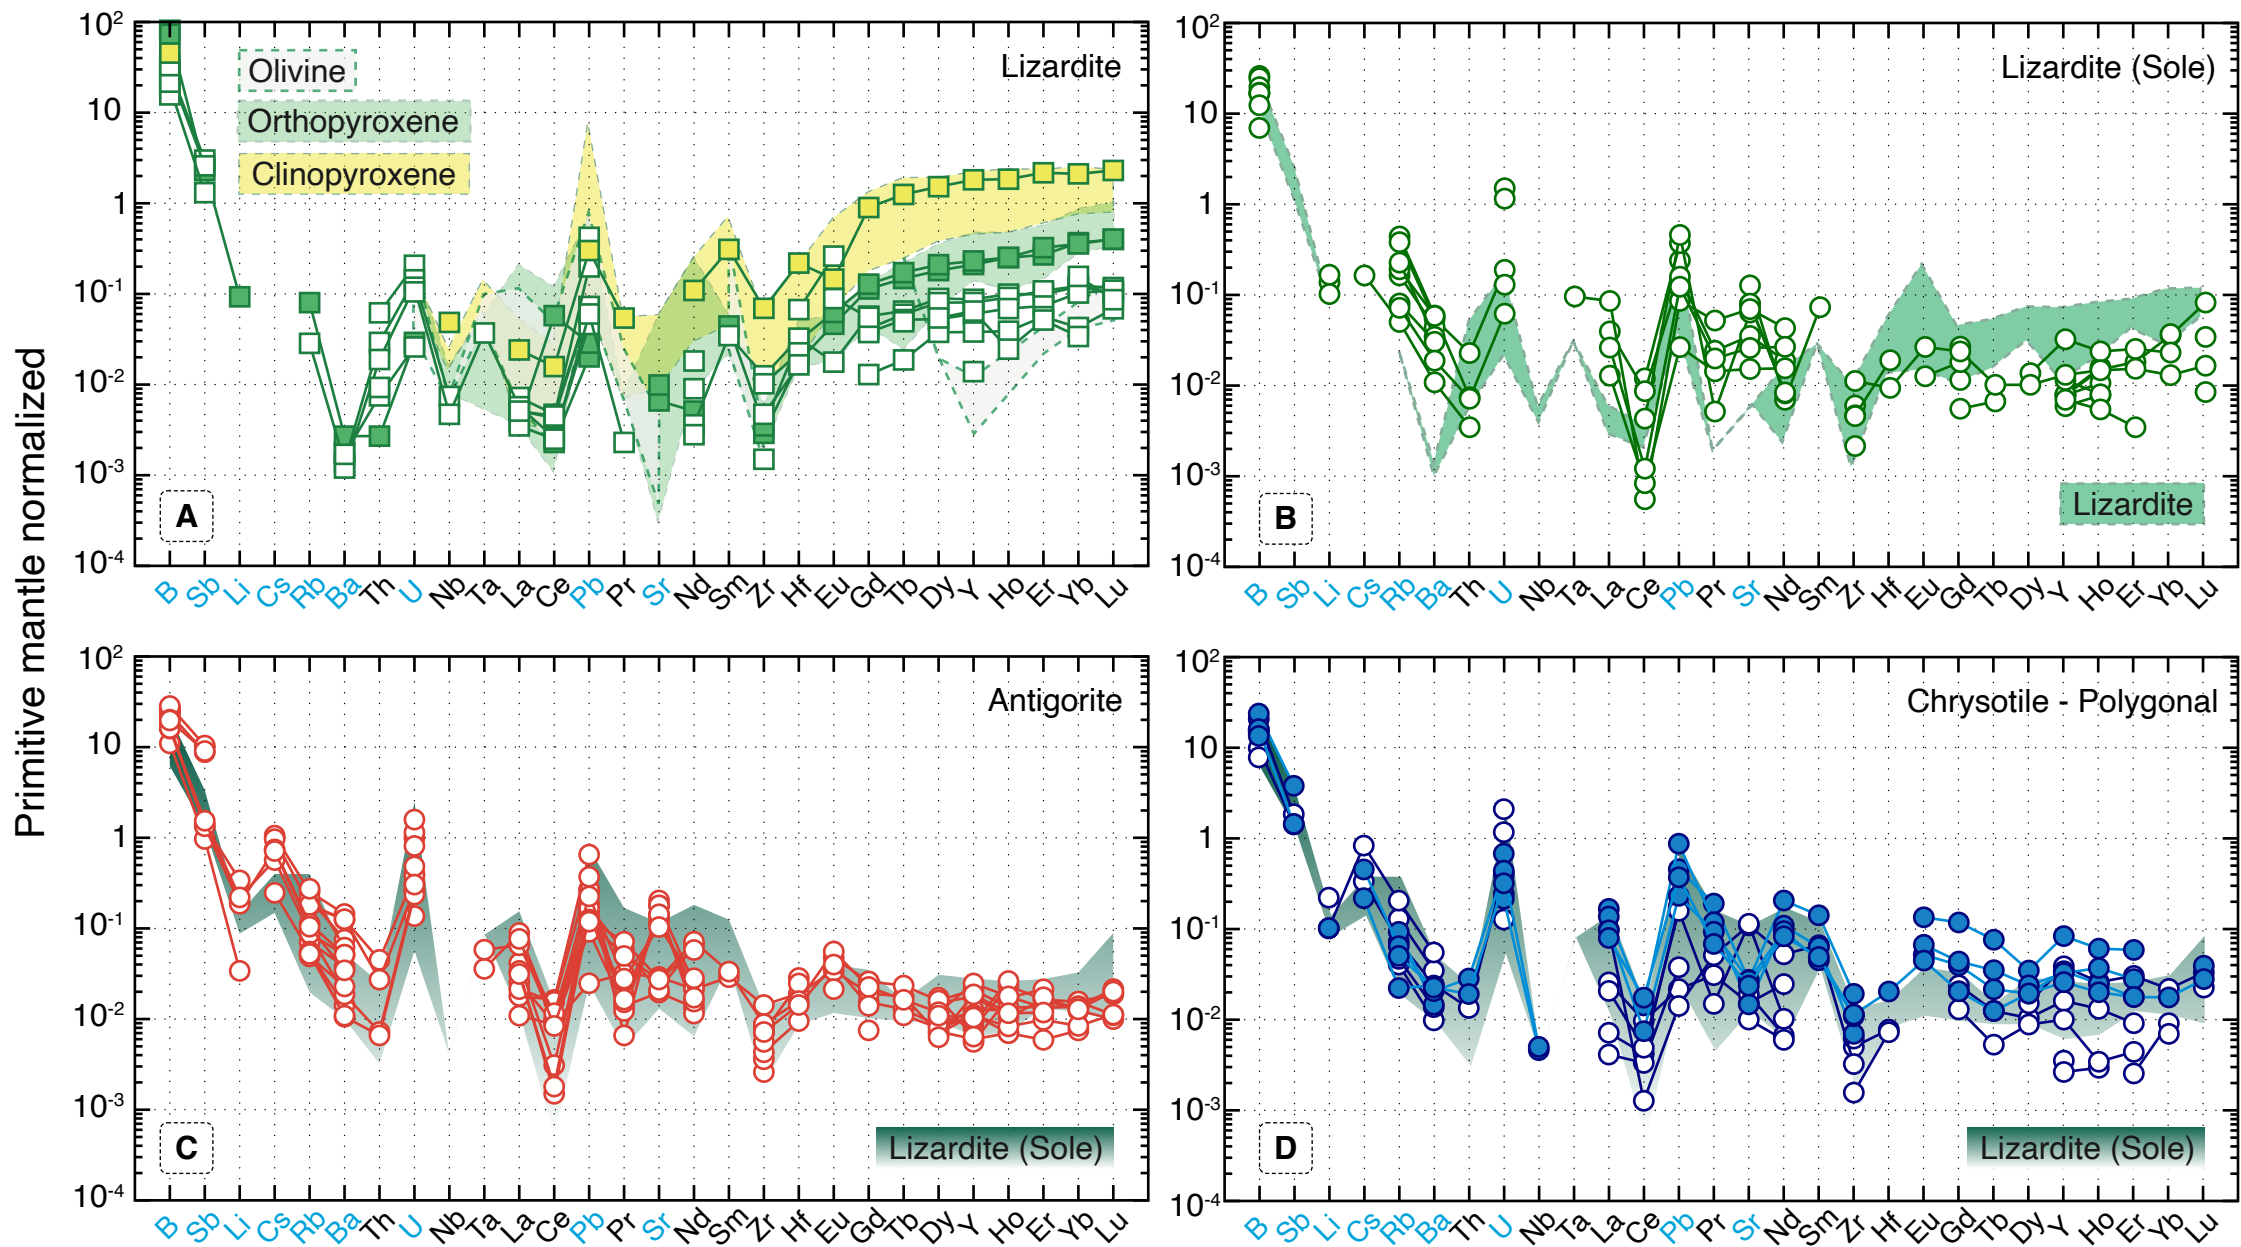 Primitive mantle normalized
10² 10 1 10⁻¹ 10⁻² 10⁻³ 10⁻⁴
Lizardite
Olivine
Orthopyroxene
Clinopyroxene
A
B Sb Li Cs Rb Ba Th U Nb Ta La Ce Pb Pr Sr Nd Sm Zr Hf Eu Gd Tb Dy Y Ho Er Yb Lu
10² 10 1 10⁻¹ 10⁻² 10⁻³ 10⁻⁴
Lizardite (Sole)
Lizardite
B
B Sb Li Cs Rb Ba Th U Nb Ta La Ce Pb Pr Sr Nd Sm Zr Hf Eu Gd Tb Dy Y Ho Er Yb Lu
10² 10 1 10⁻¹ 10⁻² 10⁻³ 10⁻⁴
Antigorite
Lizardite (Sole)
C
B Sb Li Cs Rb Ba Th U Nb Ta La Ce Pb Pr Sr Nd Sm Zr Hf Eu Gd Tb Dy Y Ho Er Yb Lu
10² 10 1 10⁻¹ 10⁻² 10⁻³ 10⁻⁴
Chrysotile - Polygonal
Lizardite (Sole)
D
B Sb Li Cs Rb Ba Th U Nb Ta La Ce Pb Pr Sr Nd Sm Zr Hf Eu Gd Tb Dy Y Ho Er Yb Lu